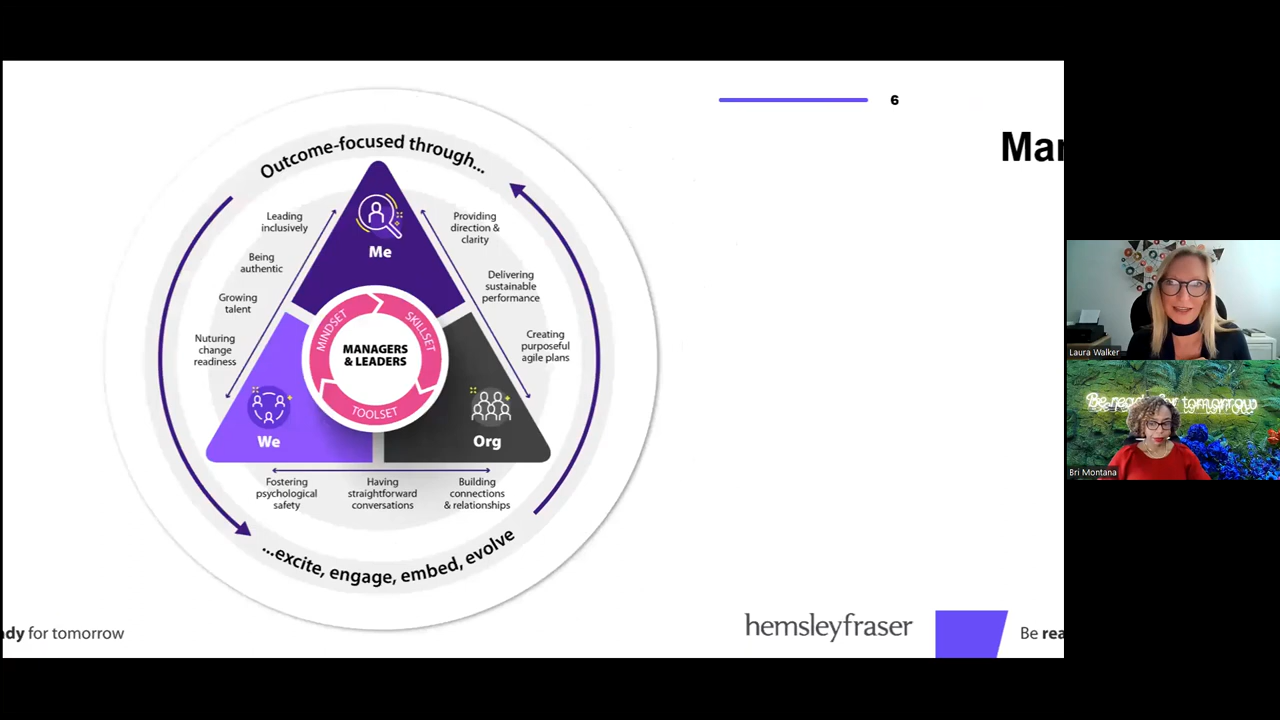 6
Mar
Outcome-focused through...
Me
Leading
inclusively
Being
authentic
Growing
talent
Nuturing
change
readiness
Providing
direction &
clarity
Delivering
sustainable
performance
Creating
purposeful
agile plans
MINDSET
SKILLSET
TOOLSET
MANAGERS
& LEADERS
We
Org
Fostering
psychological
safety
Having
straightforward
conversations
Building
connections
& relationships
...excite, engage, embed, evolve
dy for tomorrow
hemsleyfraser
Be rea
Laura Walker
Be ready for tomorrow
Bri Montana